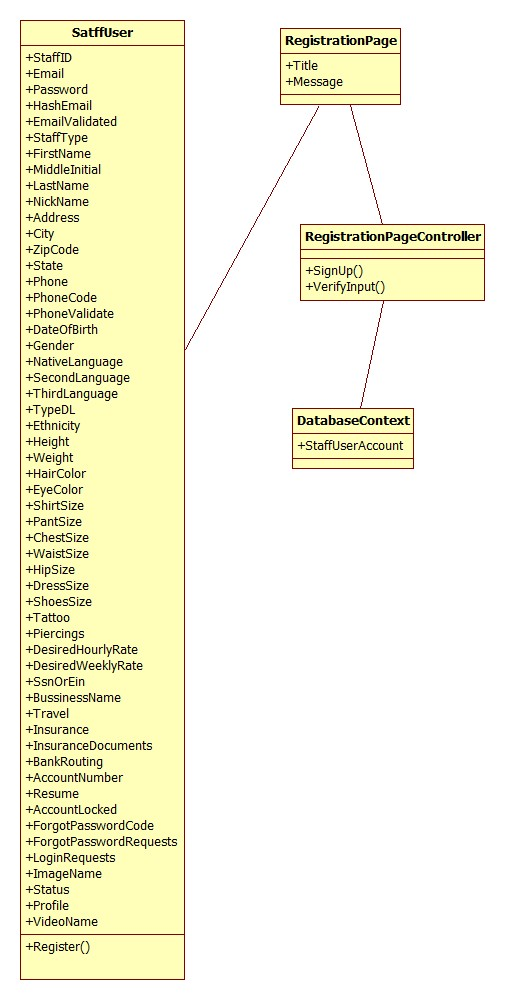 SatffUser
+StaffID
+Email
+Password
+HashEmail
+EmailValidated
+StaffType
+FirstName
+MiddleInitial
+LastName
+NickName
+Address
+City
+ZipCode
+State
+Phone
+PhoneCode
+PhoneValidate
+DateOfBirth
+Gender
+NativeLanguage
+SecondLanguage
+ThirdLanguage
+TypeDL
+Ethnicity
+Height
+Weight
+HairColor
+EyeColor
+ShirtSize
+PantSize
+ChestSize
+WaistSize
+HipSize
+DressSize
+ShoesSize
+Tattoo
+Piercings
+DesiredHourlyRate
+DesiredWeeklyRate
+SsnOrEin
+BussinessName
+Travel
+Insurance
+InsuranceDocuments
+BankRouting
+AccountNumber
+Resume
+AccountLocked
+ForgotPasswordCode
+ForgotPasswordRequests
+LoginRequests
+ImageName
+Status
+Profile
+VideoName
+Register()
RegistrationPage
+Title
+Message
RegistrationPageController
+SignUp()
+VerifyInput()
DatabaseContext
+StaffUserAccount